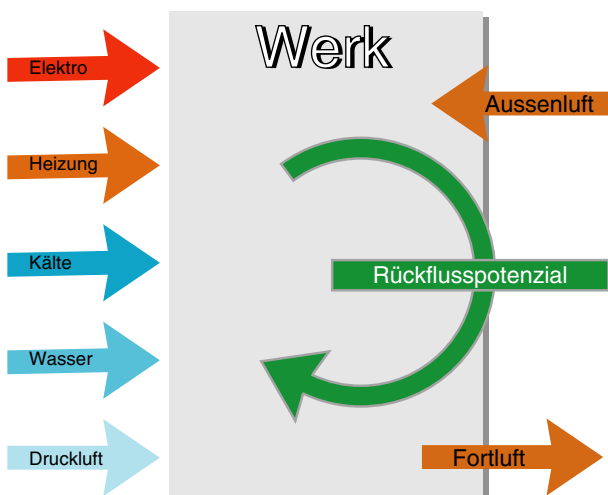 Werk
Elektro
Aussenluft
Heizung
Kälte
Rückflusspotenzial
Wasser
Druckluft
Fortluft